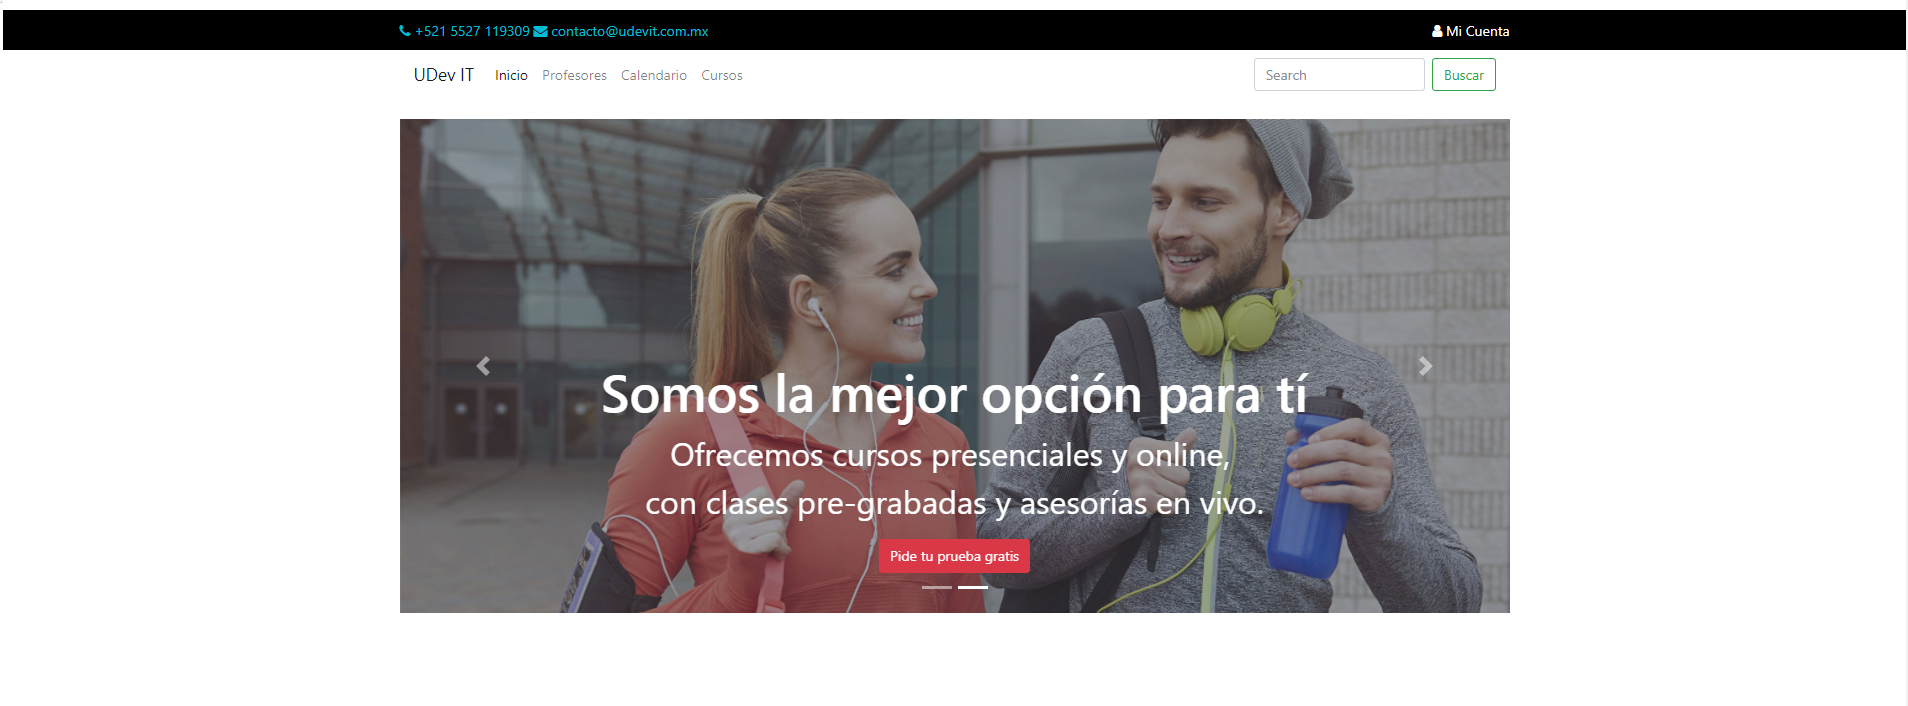 +521 5527 119309 contacto@udevit.com.mx Mi Cuenta
UDev IT Inicio Profesores Calendario Cursos Search Buscar
Somos la mejor opción para tí
Ofrecemos cursos presenciales y online,
con clases pre-grabadas y asesorías en vivo.
Pide tu prueba gratis